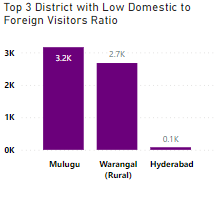 Top 3 District with Low Domestic to
Foreign Visitors Ratio
3K
2K
1K
0K
3.2K
2.7K
0.1K
Mulugu
Warangal
(Rural)
Hyderabad